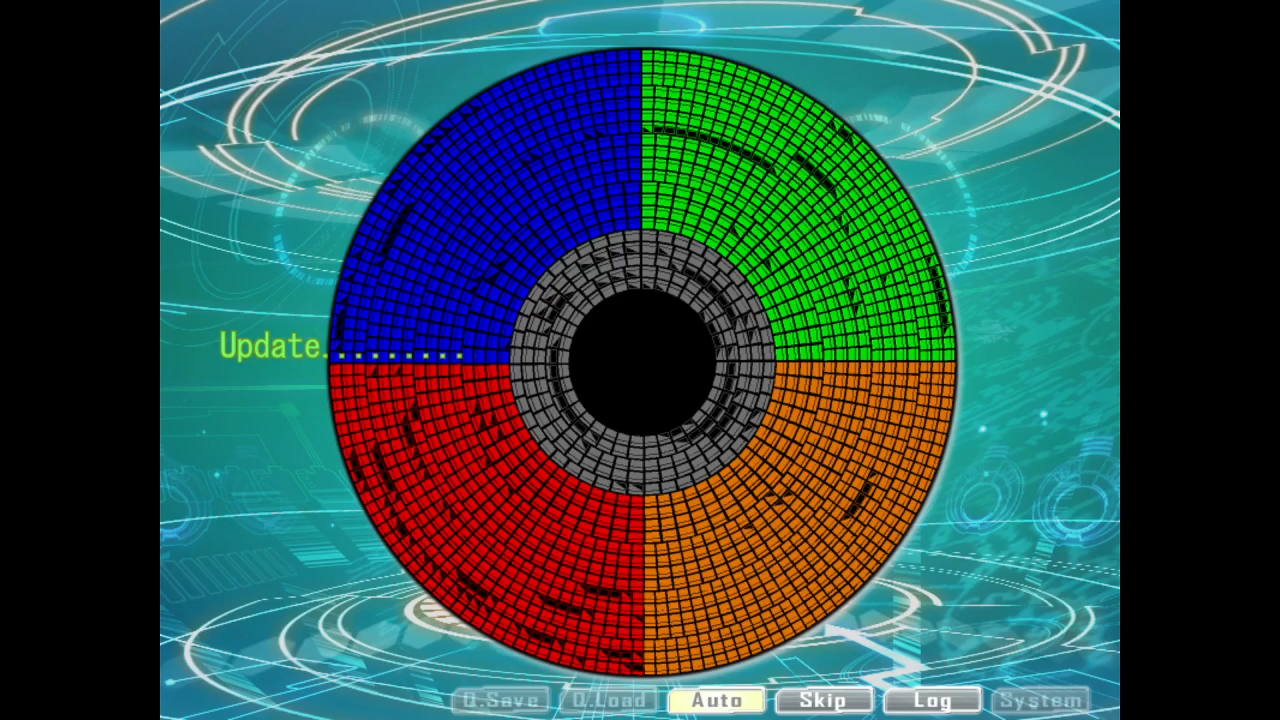 Update.........
Q.Save Q.Load Auto Skip Log System